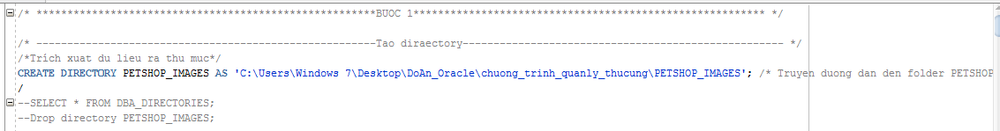 /* *********************************************************BUOC 1*********************************************************** */
/* ---------------------------------------------------------Tao diraectory------------------------------------------------------ */
/*Trich xuat du lieu ra thu muc*/
CREATE DIRECTORY PETSHOP_IMAGES AS 'C:\Users\Windows 7\Desktop\DoAn_Oracle\chuong_trinh_quanly_thucung\PETSHOP_IMAGES'; /* Truyen duong dan den folder PETSHOP
/
--SELECT * FROM DBA_DIRECTORIES;
--Drop directory PETSHOP_IMAGES;